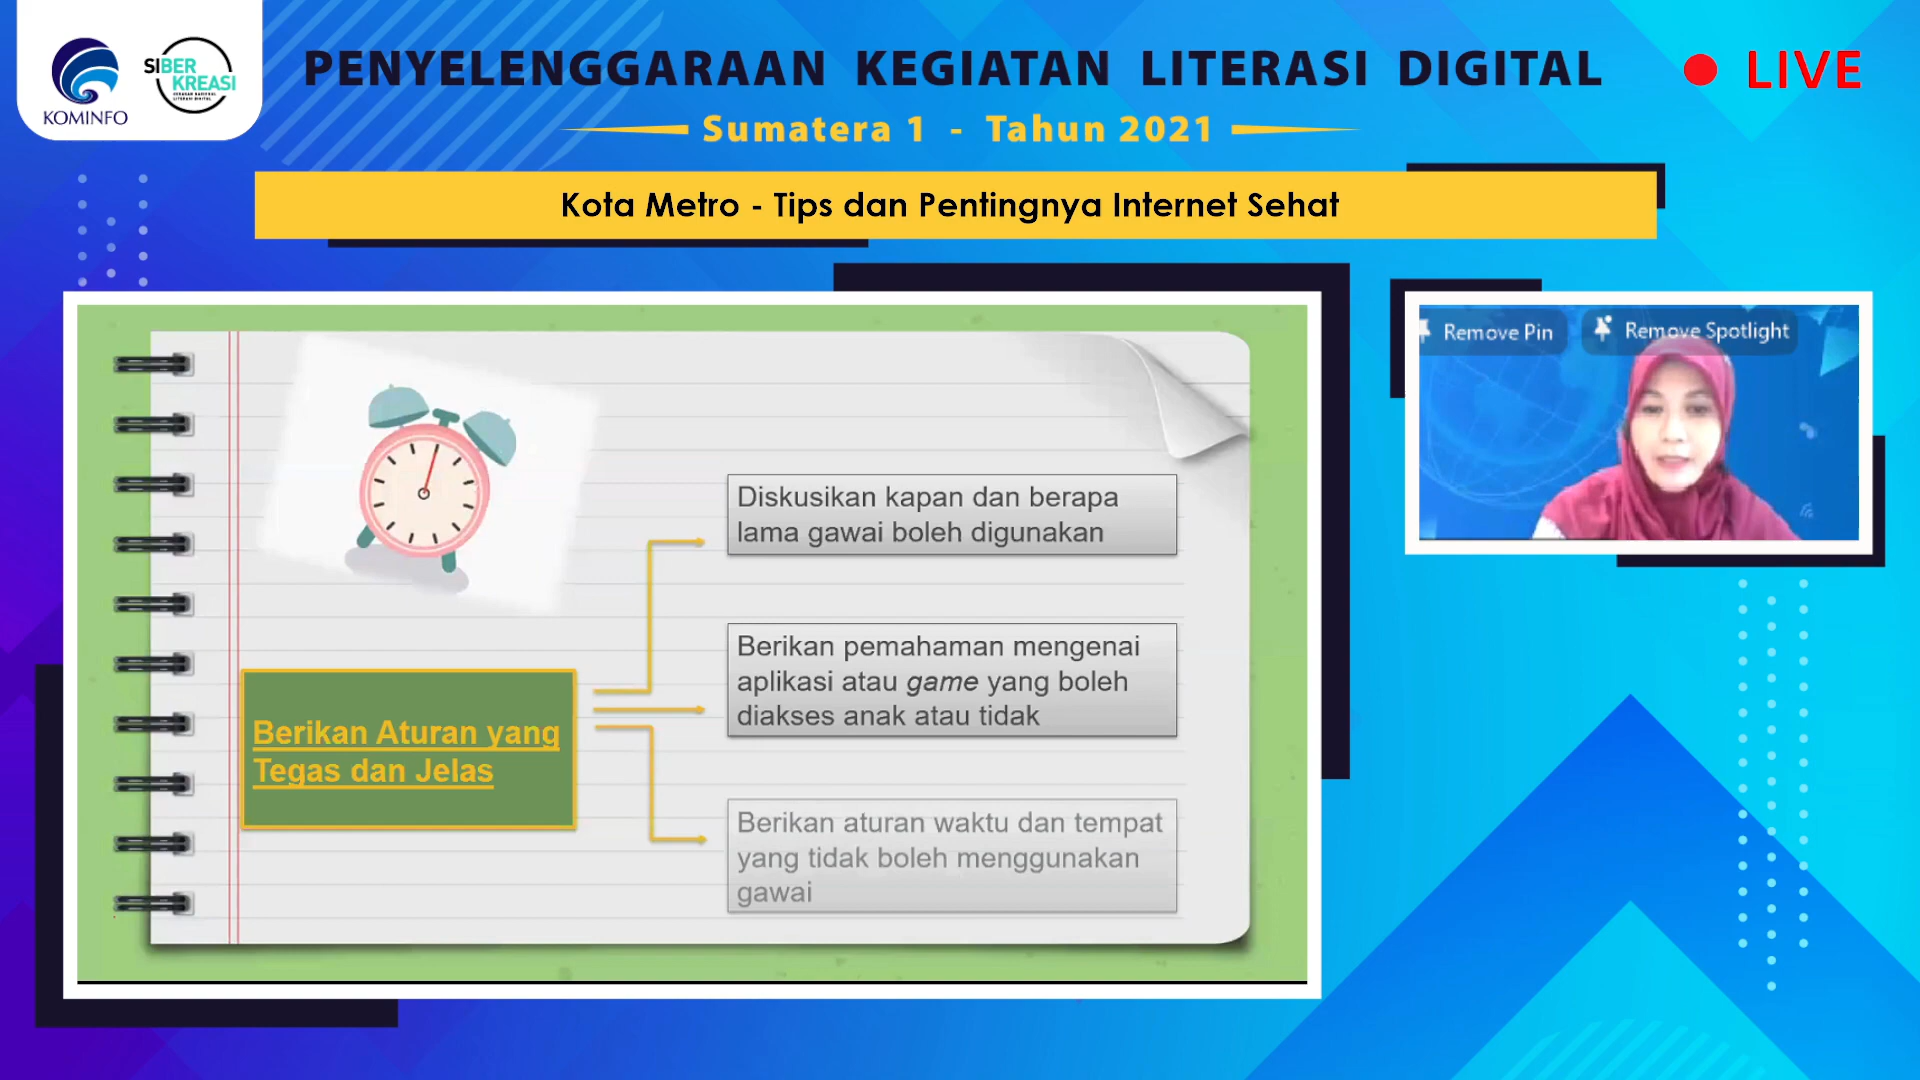 KOMINFO
SIBER
KREASI
PENYELENGGARAAN KEGIATAN LITERASI DIGITAL
LIVE
Sumatera 1 - Tahun 2021
Kota Metro - Tips dan Pentingnya Internet Sehat
Remove Pin
Remove Spotlight
Diskusikan kapan dan berapa
lama gawai boleh digunakan
Berikan pemahaman mengenai
aplikasi atau game yang boleh
diakses anak atau tidak
Berikan Aturan yang
Tegas dan Jelas
Berikan aturan waktu dan tempat
yang tidak boleh menggunakan
gawai